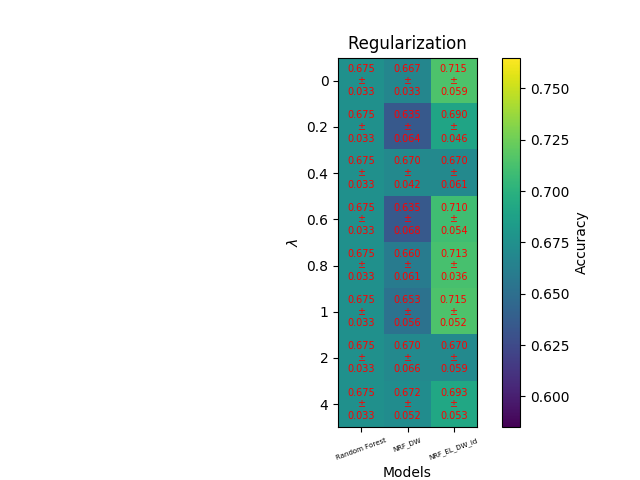 Regularization
0 0.675 0.667 0.715
± ± ±
0.033 0.033 0.059
0.2 0.675 0.690
± ± ±
0.033 0.046
0.4 0.675 0.670 0.670
± ± ±
0.033 0.042 0.061
0.6 0.675 0.710
± ± ±
0.033 0.054
0.8 0.675 0.660 0.713
± ± ±
0.033 0.061 0.036
1 0.675 0.653 0.715
± ± ±
0.033 0.056 0.052
2 0.675 0.670 0.670
± ± ±
0.033 0.066 0.059
4 0.675 0.672 0.693
± ± ±
0.033 0.052 0.053
λ
Random Forest NRF_DW NRF_EL_DW_Id
Models
0.750
0.725
0.700
0.675
0.650
0.625
0.600
Accuracy